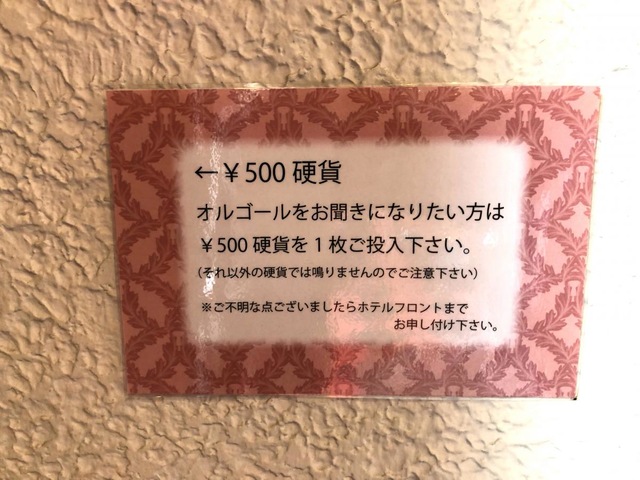 ←￥500 硬貨
オルゴールをお聞きになりたい方は
￥500 硬貨を１枚ご投入下さい。
（それ以外の硬貨では鳴りませんのでご注意下さい）
※ご不明な点ございましたらホテルフロントまで
お申し付け下さい。